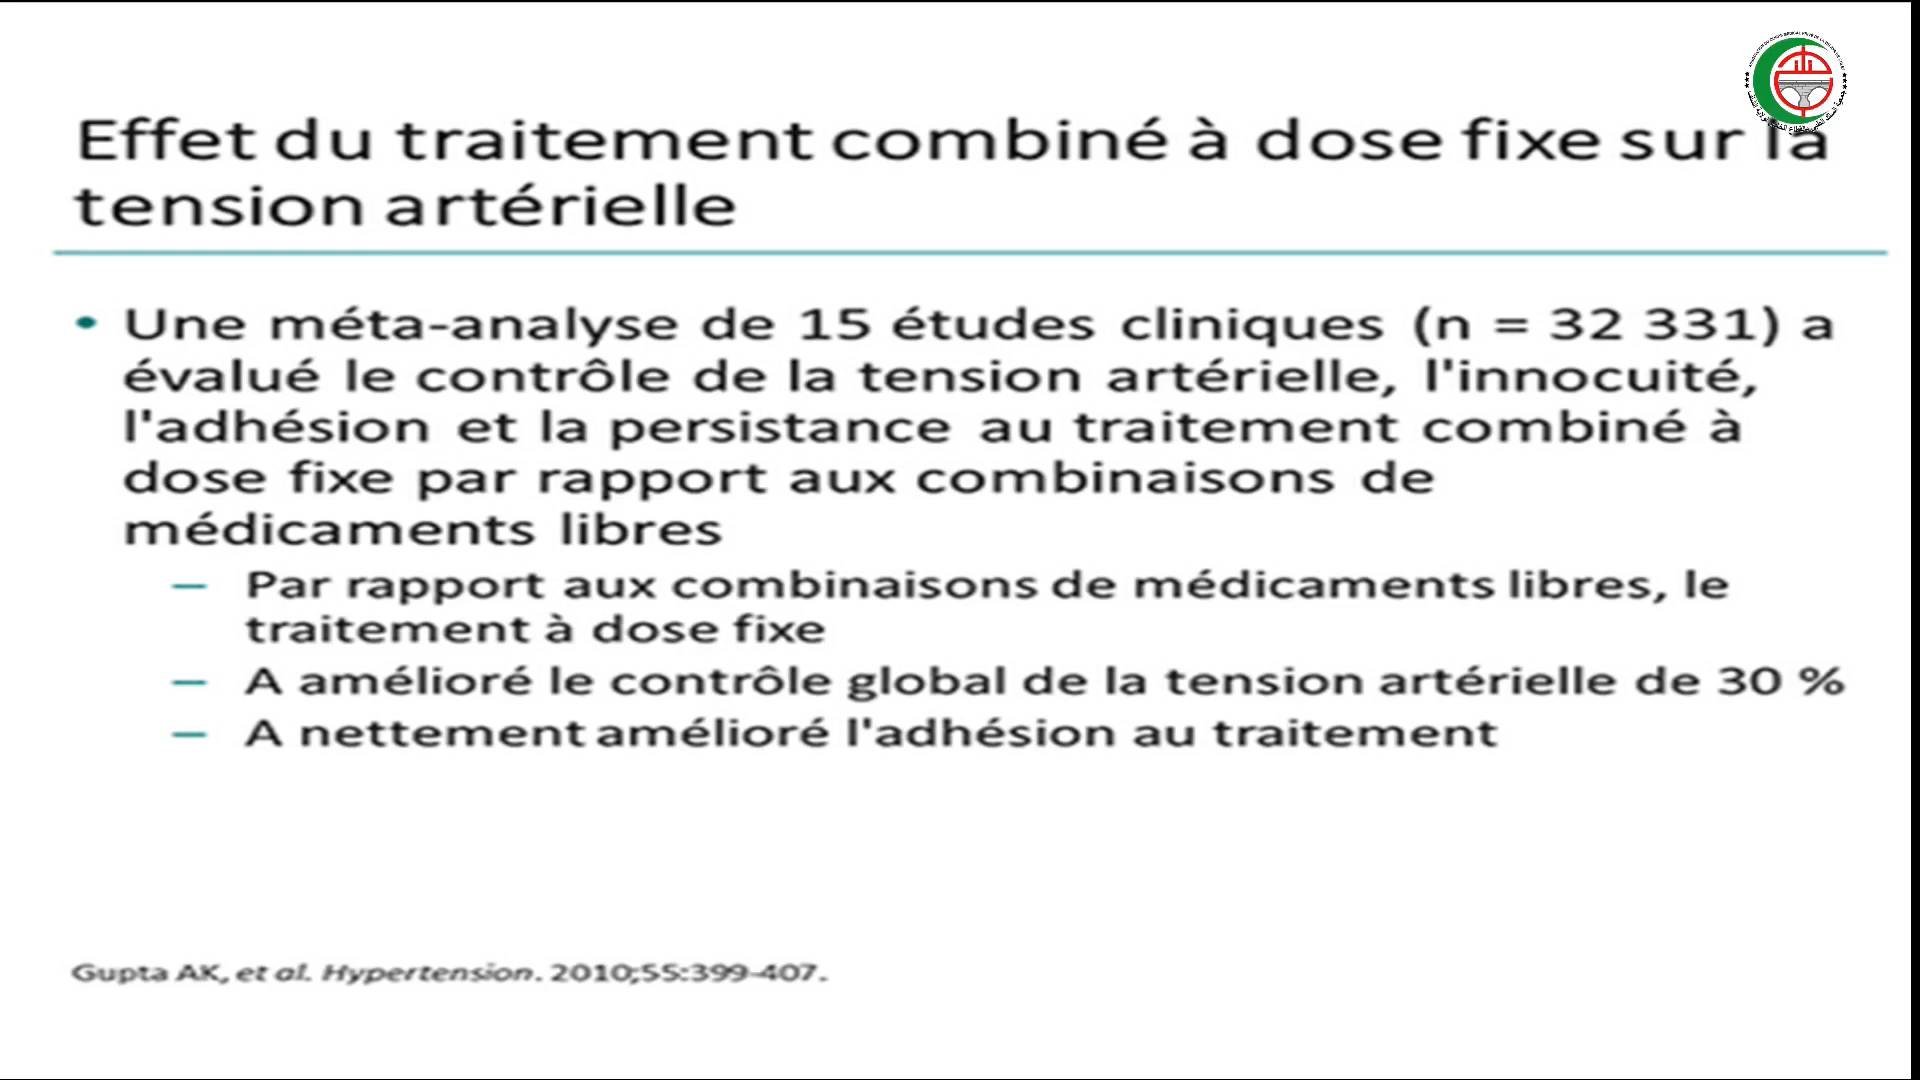 Effet du traitement combiné à dose fixe sur la
tension artérielle
• Une méta-analyse de 15 études cliniques (n = 32 331) a
évalué le contrôle de la tension artérielle, l'innocuité,
l'adhésion et la persistance au traitement combiné à
dose fixe par rapport aux combinaisons de
médicaments libres
– Par rapport aux combinaisons de médicaments libres, le
traitement à dose fixe
– A amélioré le contrôle global de la tension artérielle de 30 %
– A nettement amélioré l'adhésion au traitement
Gupta AK, et al. Hypertension. 2010;55:399-407.